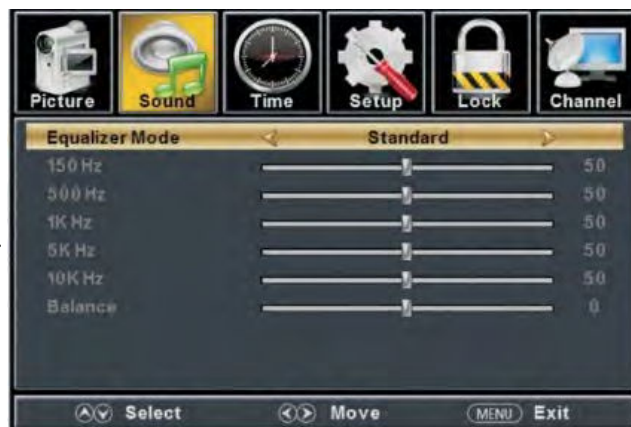 Picture Sound Time Setup Lock Channel
Equalizer Mode Standard
150 Hz 50
500 Hz 50
1K Hz 50
5K Hz 50
10K Hz 50
Balance 0
Select Move MENU Exit